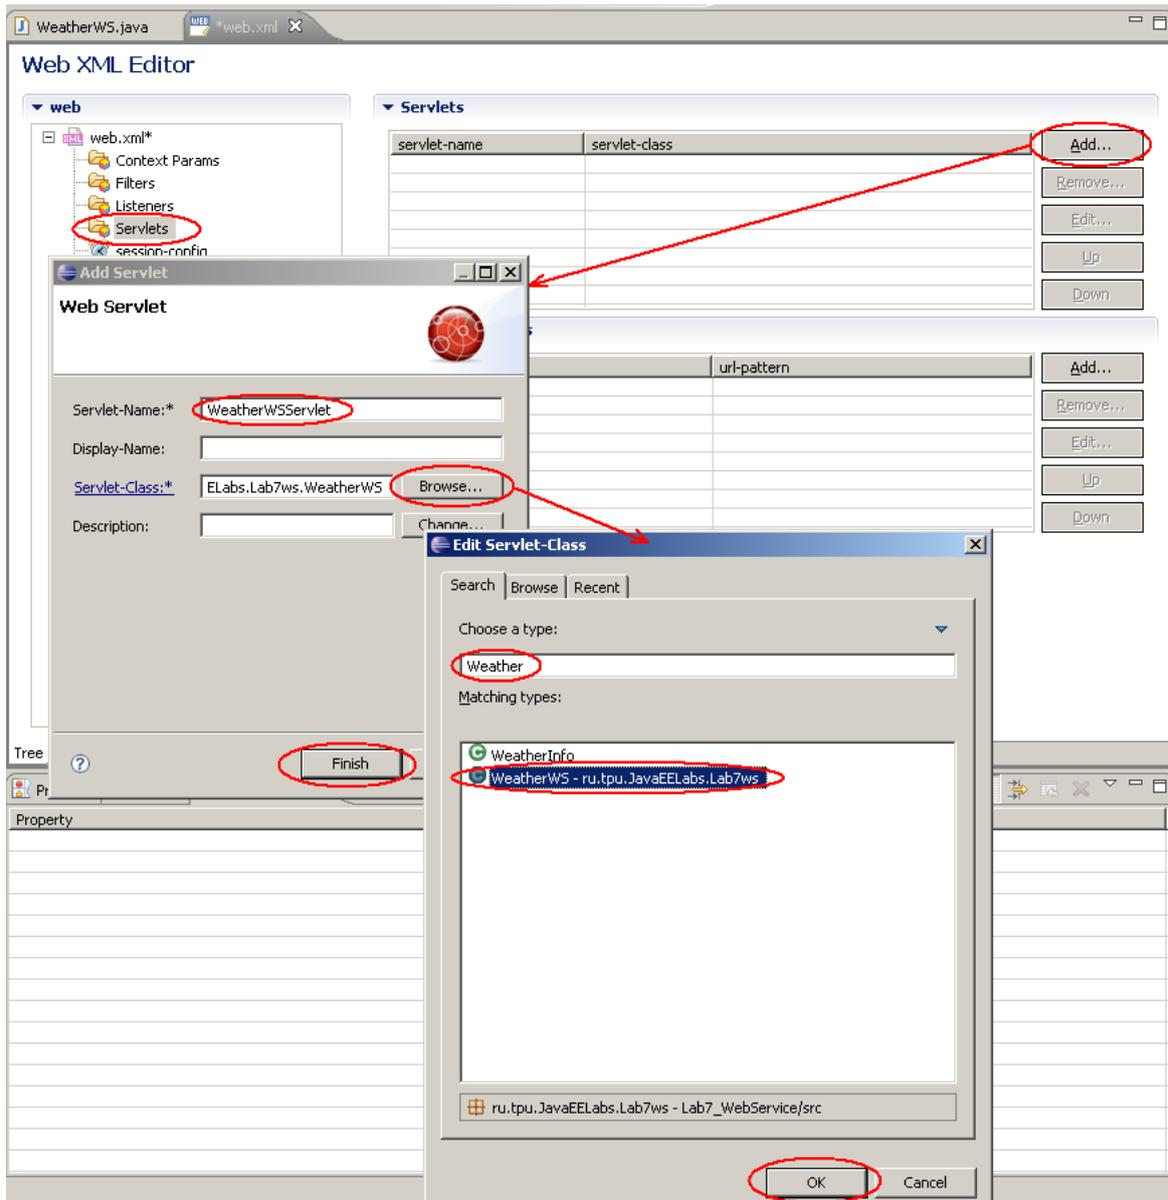 WeatherWS.java
*web.xml
Web XML Editor
web
web.xml*
Context Params
Filters
Listeners
Servlets
session-config
Servlets
servlet-name servlet-class
Add...
Remove...
Edit...
Up
Down
url-pattern
Add...
Remove...
Edit...
Up
Down
Add Servlet
Web Servlet
Servlet-Name:* WeatherWSServlet
Display-Name:
Servlet-Class:* ELabs.Lab7ws.WeatherWS Browse...
Description: Change...
Finish
Edit Servlet-Class
Search Browse Recent
Choose a type:
Weather
Matching types:
WeatherInfo
WeatherWS - ru.tpu.JavaEELabs.Lab7ws
ru.tpu.JavaEELabs.Lab7ws - Lab7_WebService/src
OK Cancel
Tree
Pr
Property